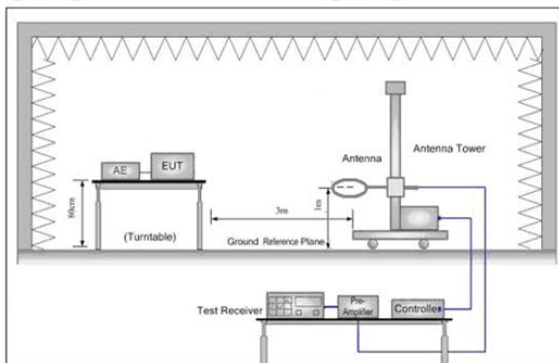 AE
EUT
80cm
(Turntable)
3m
1m
Antenna
Antenna Tower
Ground Reference Plane
Test Receiver
Pre-
Amplifier
Controller